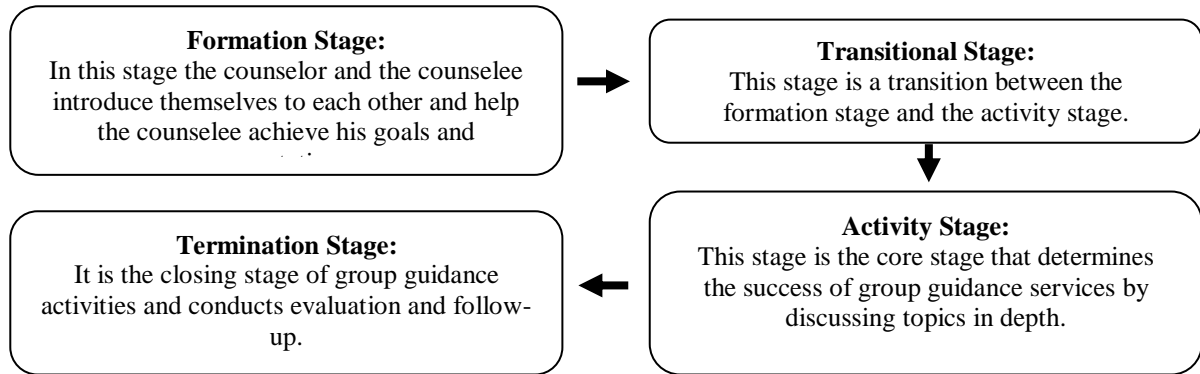 Formation Stage:
In this stage the counselor and the counselee
introduce themselves to each other and help
the counselee achieve his goals and
Transitional Stage:
This stage is a transition between the
formation stage and the activity stage.
Activity Stage:
This stage is the core stage that determines
the success of group guidance services by
discussing topics in depth.
Termination Stage:
It is the closing stage of group guidance
activities and conducts evaluation and follow-
up.